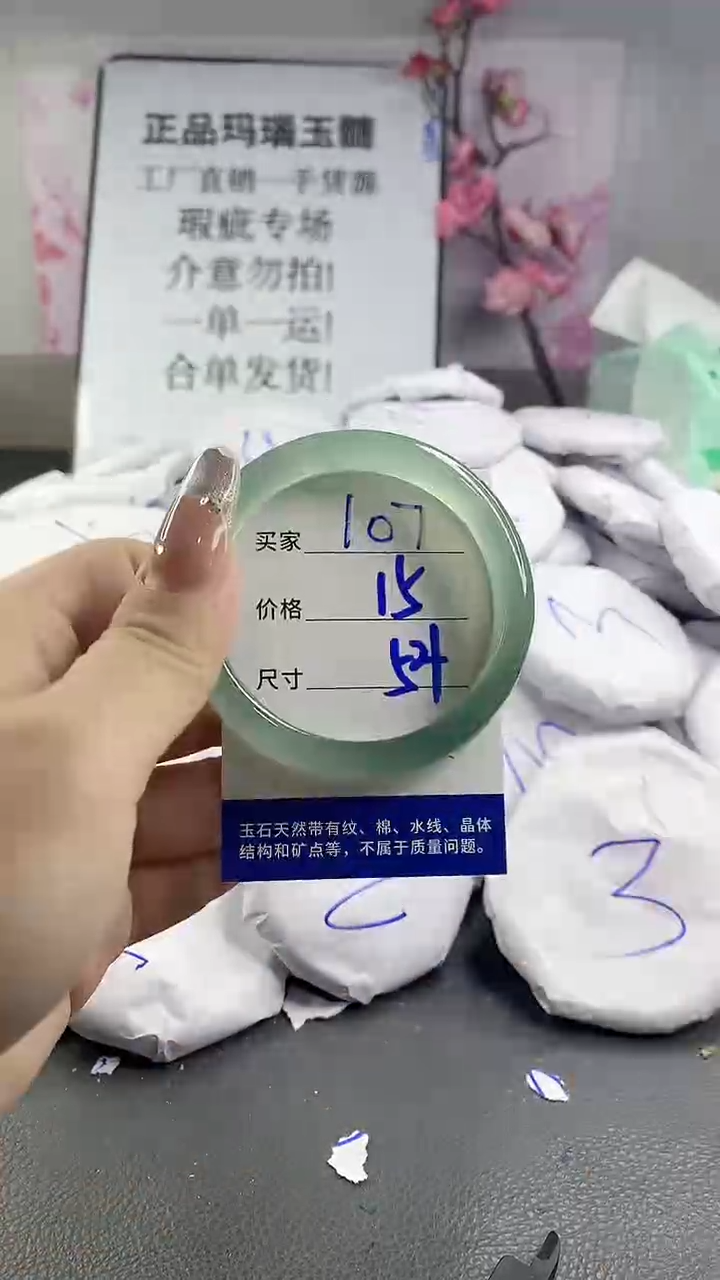 正品玛瑙玉髓
工厂直销一手货源
瑕疵专场
介意勿拍!
一单一运!
合单发货!
买家 107
价格 15
尺寸 54
玉石天然带有纹、棉、水线、晶体
结构和矿点等，不属于质量问题。
M
M
3
2